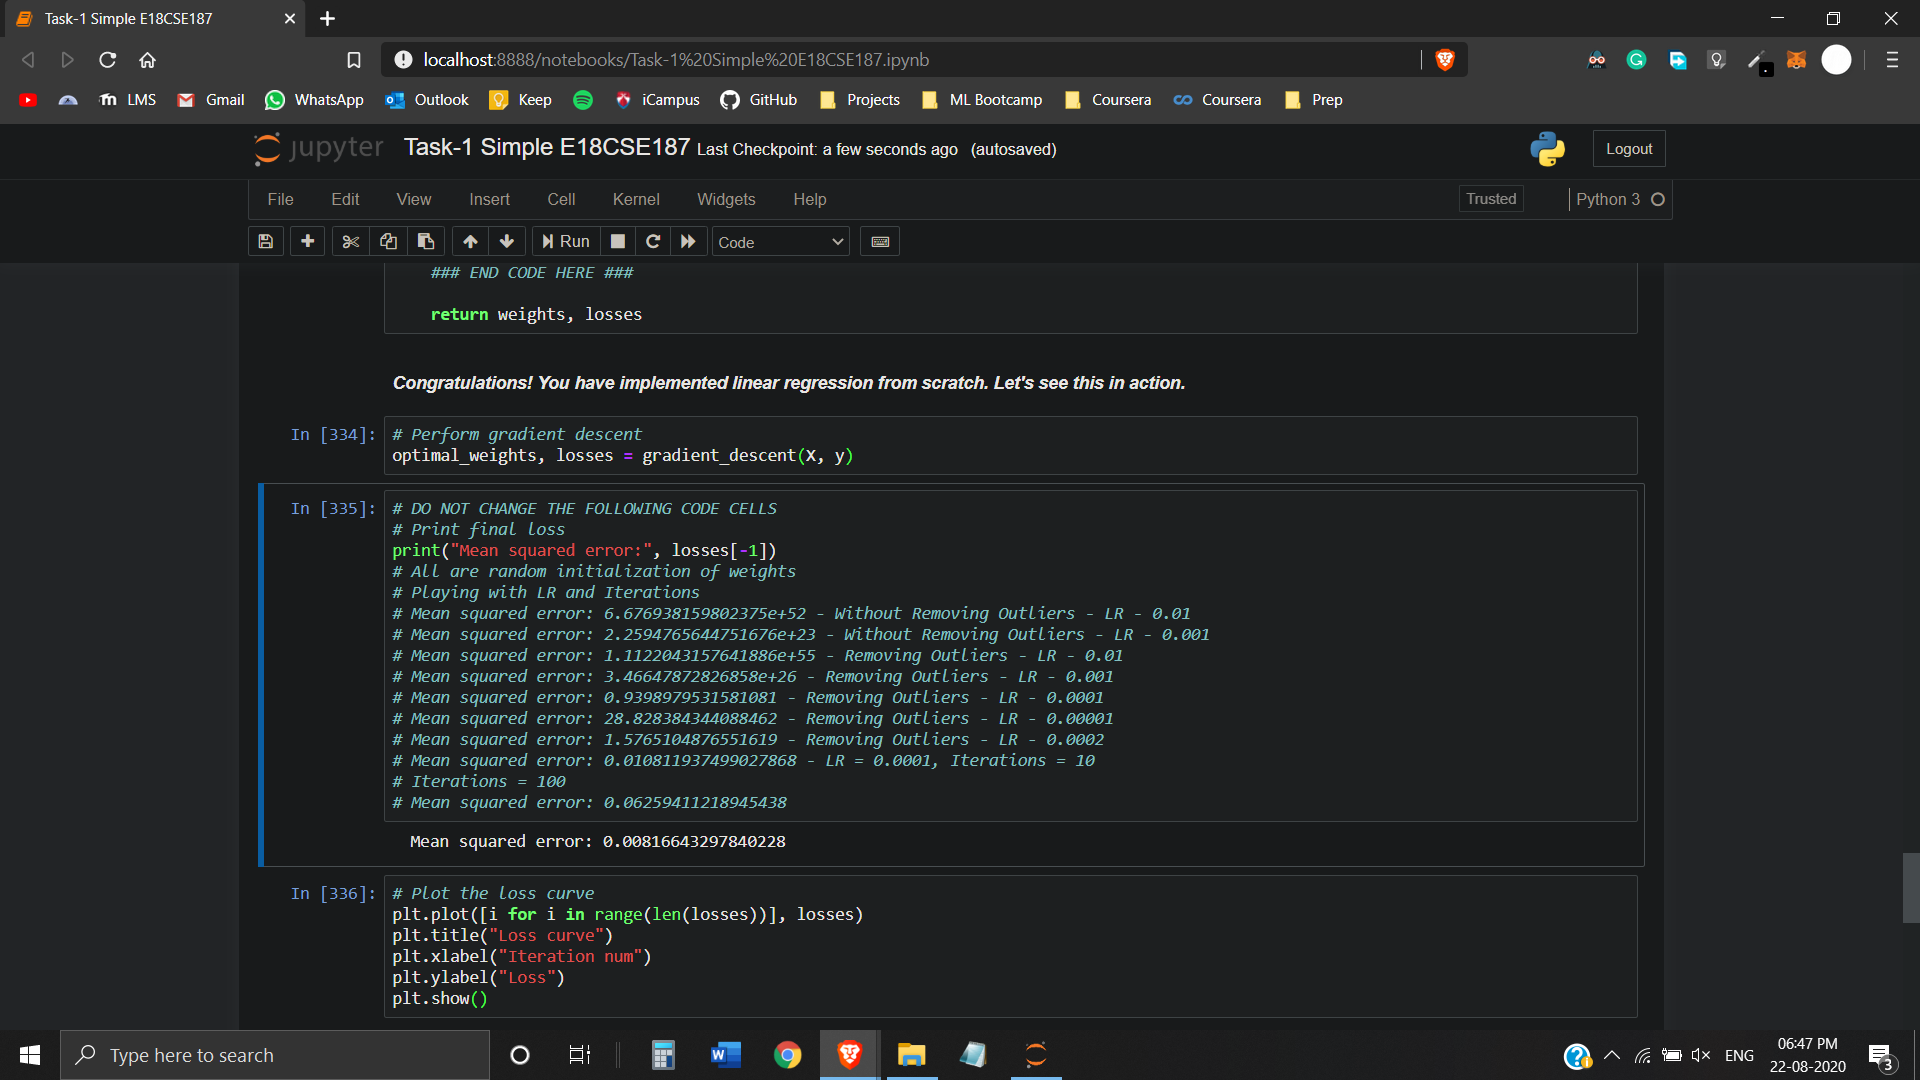 Task-1 Simple E18CSE187
localhost:8888/notebooks/Task-1%20Simple%20E18CSE187.ipynb
LMS Gmail WhatsApp Outlook Keep iCampus GitHub Projects ML Bootcamp Coursera Coursera Prep
jupyter Task-1 Simple E18CSE187 Last Checkpoint: a few seconds ago (autosaved) Logout
File Edit View Insert Cell Kernel Widgets Help Trusted Python 3
Run Code
### END CODE HERE ###
return weights, losses
Congratulations! You have implemented linear regression from scratch. Let's see this in action.
In [334]: # Perform gradient descent
optimal_weights, losses = gradient_descent(X, y)
In [335]: # DO NOT CHANGE THE FOLLOWING CODE CELLS
# Print final loss
print("Mean squared error:", losses[-1])
# All are random initialization of weights
# Playing with LR and Iterations
# Mean squared error: 6.676938159802375e+52 - Without Removing Outliers - LR - 0.01
# Mean squared error: 2.2594765644751676e+23 - Without Removing Outliers - LR - 0.001
# Mean squared error: 1.1122043157641886e+55 - Removing Outliers - LR - 0.01
# Mean squared error: 3.46647872826858e+26 - Removing Outliers - LR - 0.001
# Mean squared error: 0.9398979531581081 - Removing Outliers - LR - 0.0001
# Mean squared error: 28.828384344088462 - Removing Outliers - LR - 0.00001
# Mean squared error: 1.5765104876551619 - Removing Outliers - LR - 0.0002
# Mean squared error: 0.010811937499027868 - LR = 0.0001, Iterations = 10
# Iterations = 100
# Mean squared error: 0.06259411218945438
Mean squared error: 0.00816643297840228
In [336]: # Plot the loss curve
plt.plot([i for i in range(len(losses))], losses)
plt.title("Loss curve")
plt.xlabel("Iteration num")
plt.ylabel("Loss")
plt.show()
Type here to search ENG 06:47 PM
22-08-2020 3